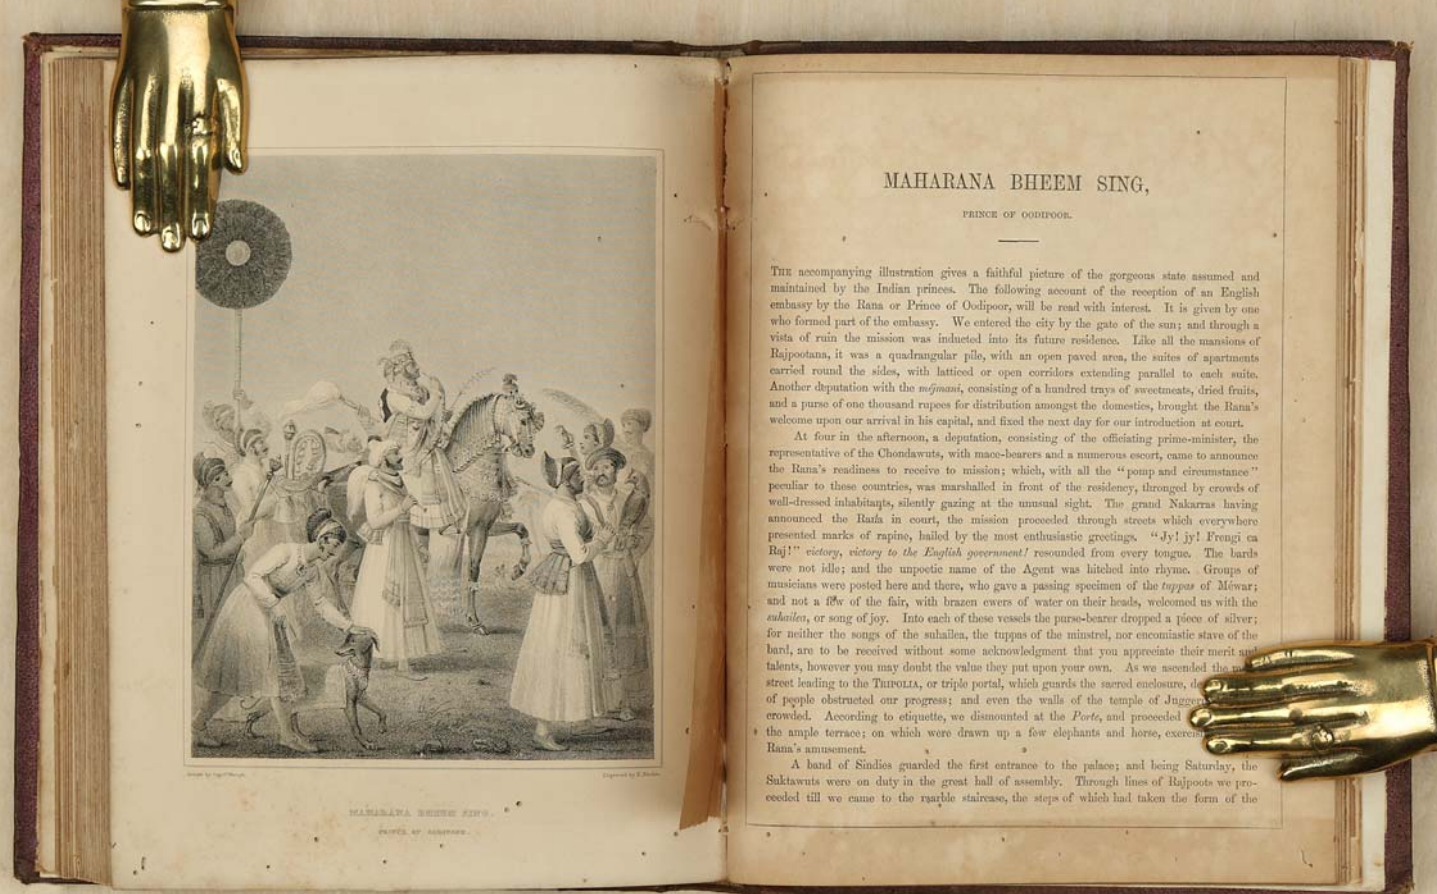 MAHARANA BHEEM SING,
PRINCE OF OODIPOOR.
MAHARANA BHEEM SING,
PRINCE OF OODIPOOR.
THE accompanying illustration gives a faithful picture of the gorgeous state assumed and
maintained by the Indian princes. The following account of the reception of an English
embassy by the Rana or Prince of Oodipoor, will be read with interest. It is given by one
who formed part of the embassy. We entered the city by the gate of the sun; and through a
vista of ruin the mission was inducted into its future residence. Like all the mansions of
Rajpootana, it was a quadrangular pile, with an open paved area, the suites of apartments
carried round the sides, with latticed or open corridors extending parallel to each suite.
Another deputation with the méjmani, consisting of a hundred trays of sweetmeats, dried fruits,
and a purse of one thousand rupees for distribution amongst the domestics, brought the Rana's
welcome upon our arrival in his capital, and fixed the next day for our introduction at court.
At four in the afternoon, a deputation, consisting of the officiating prime-minister, the
representative of the Chondawuts, with mace-bearers and a numerous escort, came to announce
the Rana's readiness to receive to mission; which, with all the "pomp and circumstance"
peculiar to these countries, was marshalled in front of the residency, thronged by crowds of
well-dressed inhabitants, silently gazing at the unusual sight. The grand Nakarras having
announced the Rana in court, the mission proceeded through streets which everywhere
presented marks of rapine, hailed by the most enthusiastic greetings. "Jy! jy! Frengi ca
Raj!" victory, victory to the English government! resounded from every tongue. The bards
were not idle; and the unpoetic name of the Agent was hitched into rhyme. Groups of
musicians were posted here and there, who gave a passing specimen of the tuppas of Méwar;
and not a few of the fair, with brazen ewers of water on their heads, welcomed us with the
suhailea, or song of joy. Into each of these vessels the purse-bearer dropped a piece of silver;
for neither the songs of the suhailea, the tuppas of the minstrel, nor encomiastic stave of the
bard, are to be received without some acknowledgment that you appreciate their merit and
talents, however you may doubt the value they put upon your own. As we ascended the
street leading to the TRIPOLIA, or triple portal, which guards the sacred enclosure,
of people obstructed our progress; and even the walls of the temple of
crowded. According to etiquette, we dismounted at the Porte, and proceeded
the ample terrace; on which were drawn up a few elephants and horse,
Rana's amusement.
A band of Sindies guarded the first entrance to the palace; and being Saturday, the
Suktawuts were on duty in the great hall of assembly. Through lines of Rajpoots we pro-
ceeded till we came to the marble staircase, the steps of which had taken the form of the